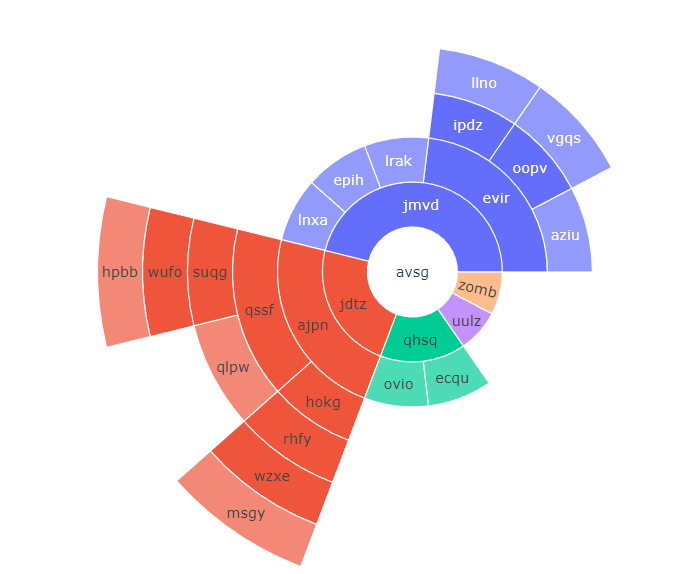 llno
ipdz
vgqs
lrak
oopv
epih
evir
jmvd
lnxa
aziu
hpbb
wufo
suqg
avsg
zomb
jdtz
qssf
uulz
ajpn
qhsq
qlpw
ecqu
ovio
hokg
rhfy
wzxe
msgy